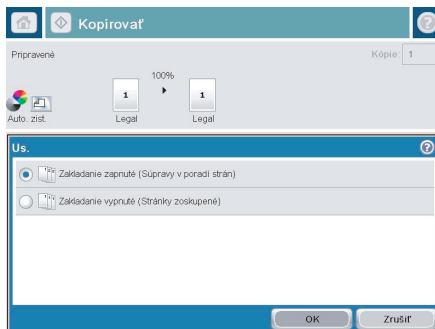 Kopírovať
Pripravené
Kópie: 1
100%
1 1
Auto. zist. Legal Legal
Us.
Zakladanie zapnuté (Súpravy v poradí strán)
Zakladanie vypnuté (Stránky zoskupené)
OK Zrušiť